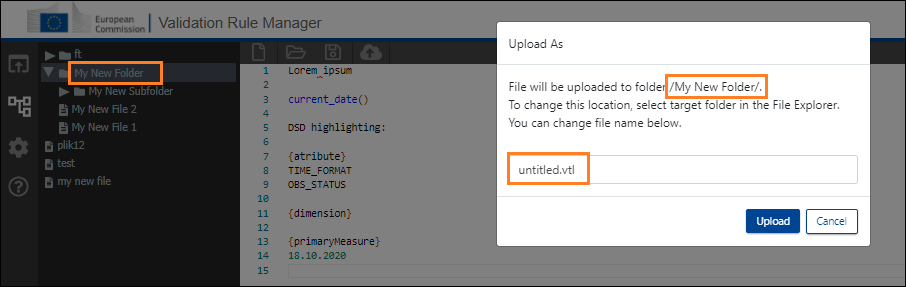 European
Commission
Validation Rule Manager
ft
My New Folder
My New Subfolder
My New File 2
My New File 1
plik12
test
my new file
1 Lorem_ipsum
2
3 current_date()
4
5 DSD highlighting:
6
7 {atribute}
8 TIME_FORMAT
9 OBS_STATUS
10
11 {dimension}
12
13 {primaryMeasure}
14 18.10.2020
15
Upload As
File will be uploaded to folder /My New Folder/.
To change this location, select target folder in the File Explorer.
You can change file name below.
untitled.vtl
Upload Cancel